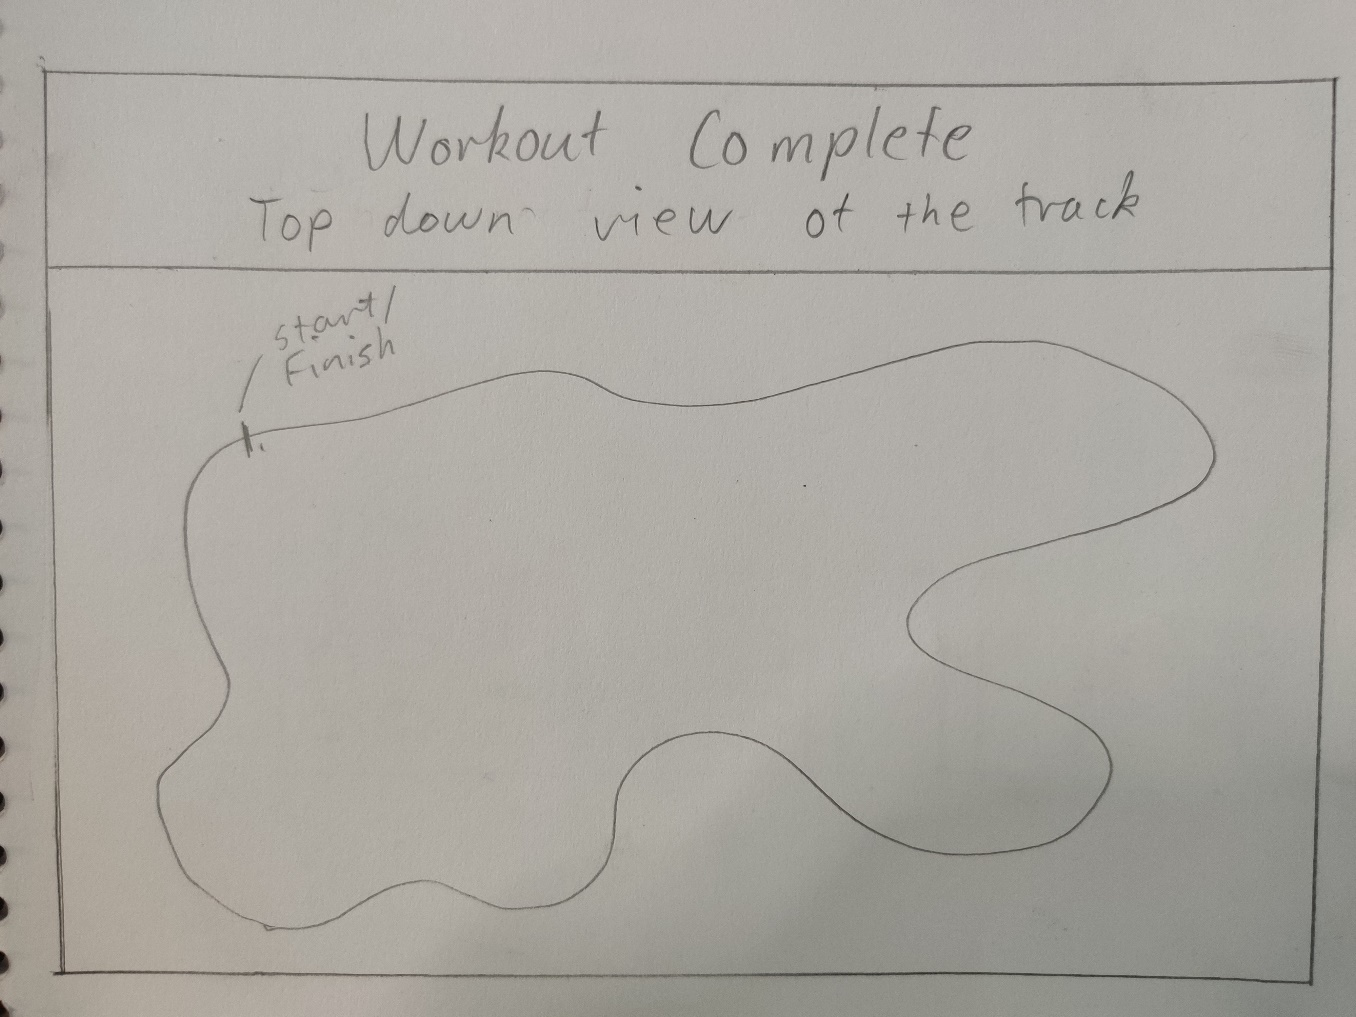 Workout Complete
Top down view of the track
start/
Finish